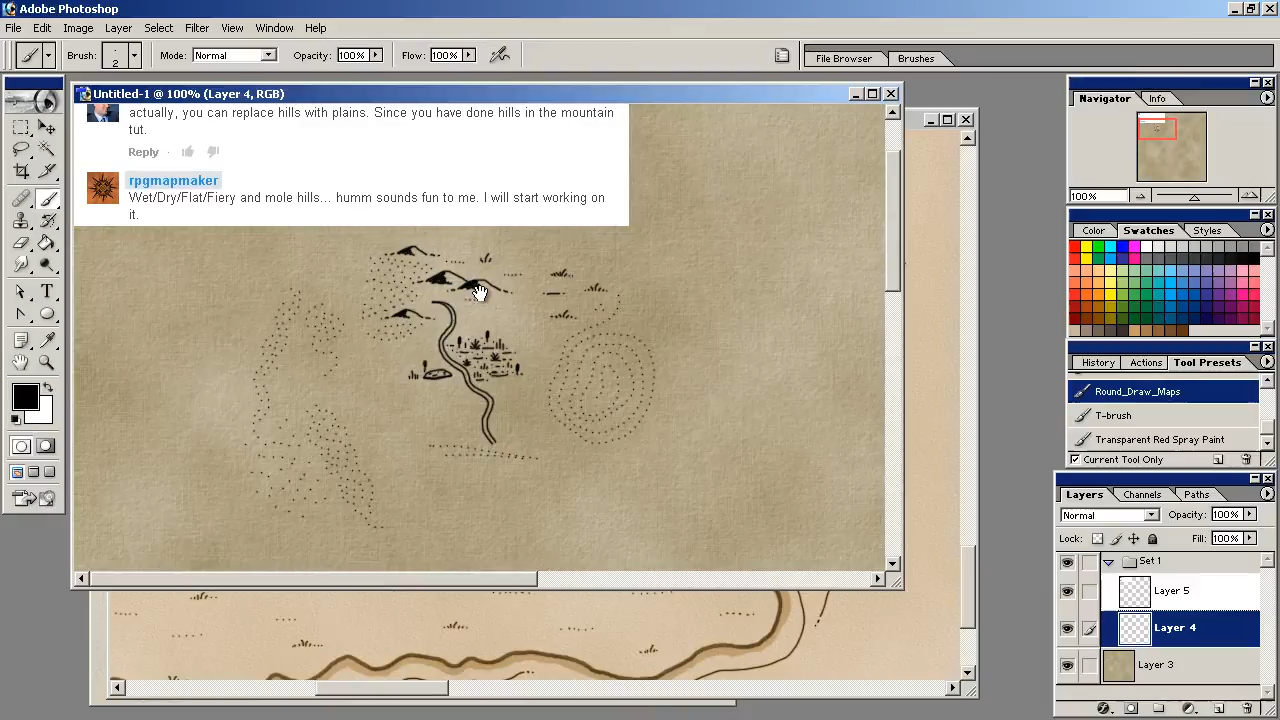 Adobe Photoshop
File Edit Image Layer Select Filter View Window Help
Brush: 2 Mode: Normal Opacity: 100% Flow: 100% File Browser Brushes
Untitled-1 @ 100% (Layer 4, RGB)
actually, you can replace hills with plains. Since you have done hills in the mountain
tut.
Reply
rpgmapmaker
Wet/Dry/Flat/Fiery and mole hills... humm sounds fun to me. I will start working on
it.
Navigator Info
100%
Color Swatches Styles
History Actions Tool Presets
Round_Draw_Maps
T-brush
Transparent Red Spray Paint
Current Tool Only
Layers Channels Paths
Normal Opacity: 100%
Lock: Fill: 100%
Set 1
Layer 5
Layer 4
Layer 3